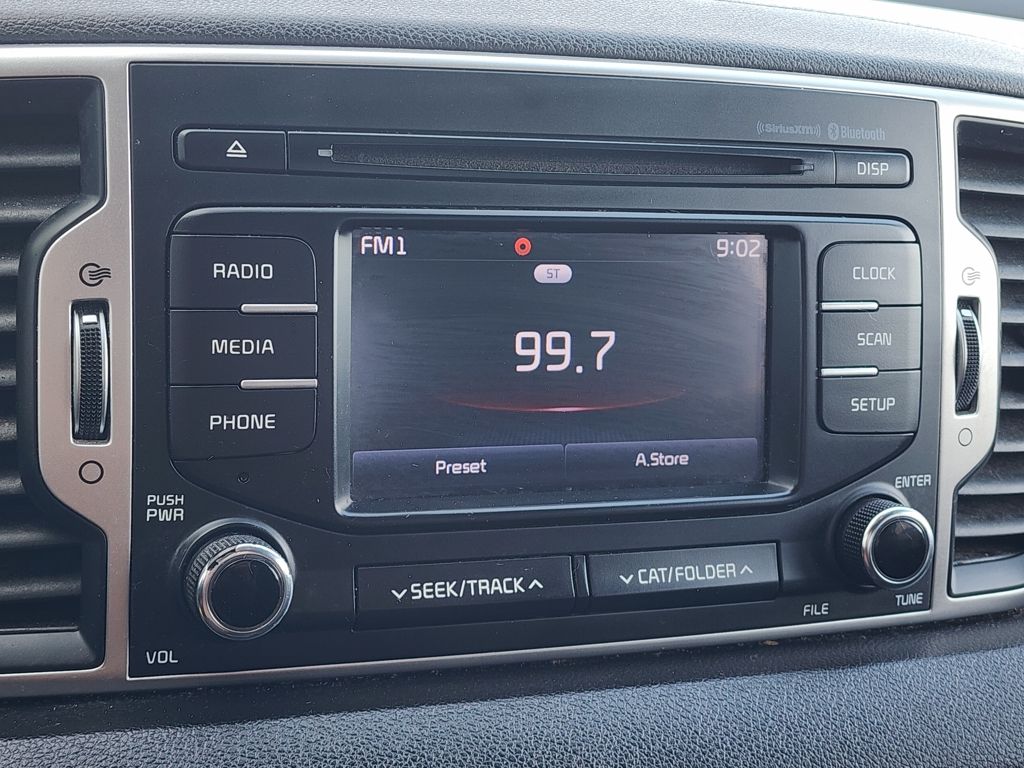 ((SiriusXM)) Bluetooth
DISP
FM1 9:02
ST
RADIO
CLOCK
99.7
MEDIA
SCAN
PHONE
SETUP
Preset A.Store
PUSH
PWR
ENTER
SEEK/TRACK
CAT/FOLDER
FILE
TUNE
VOL